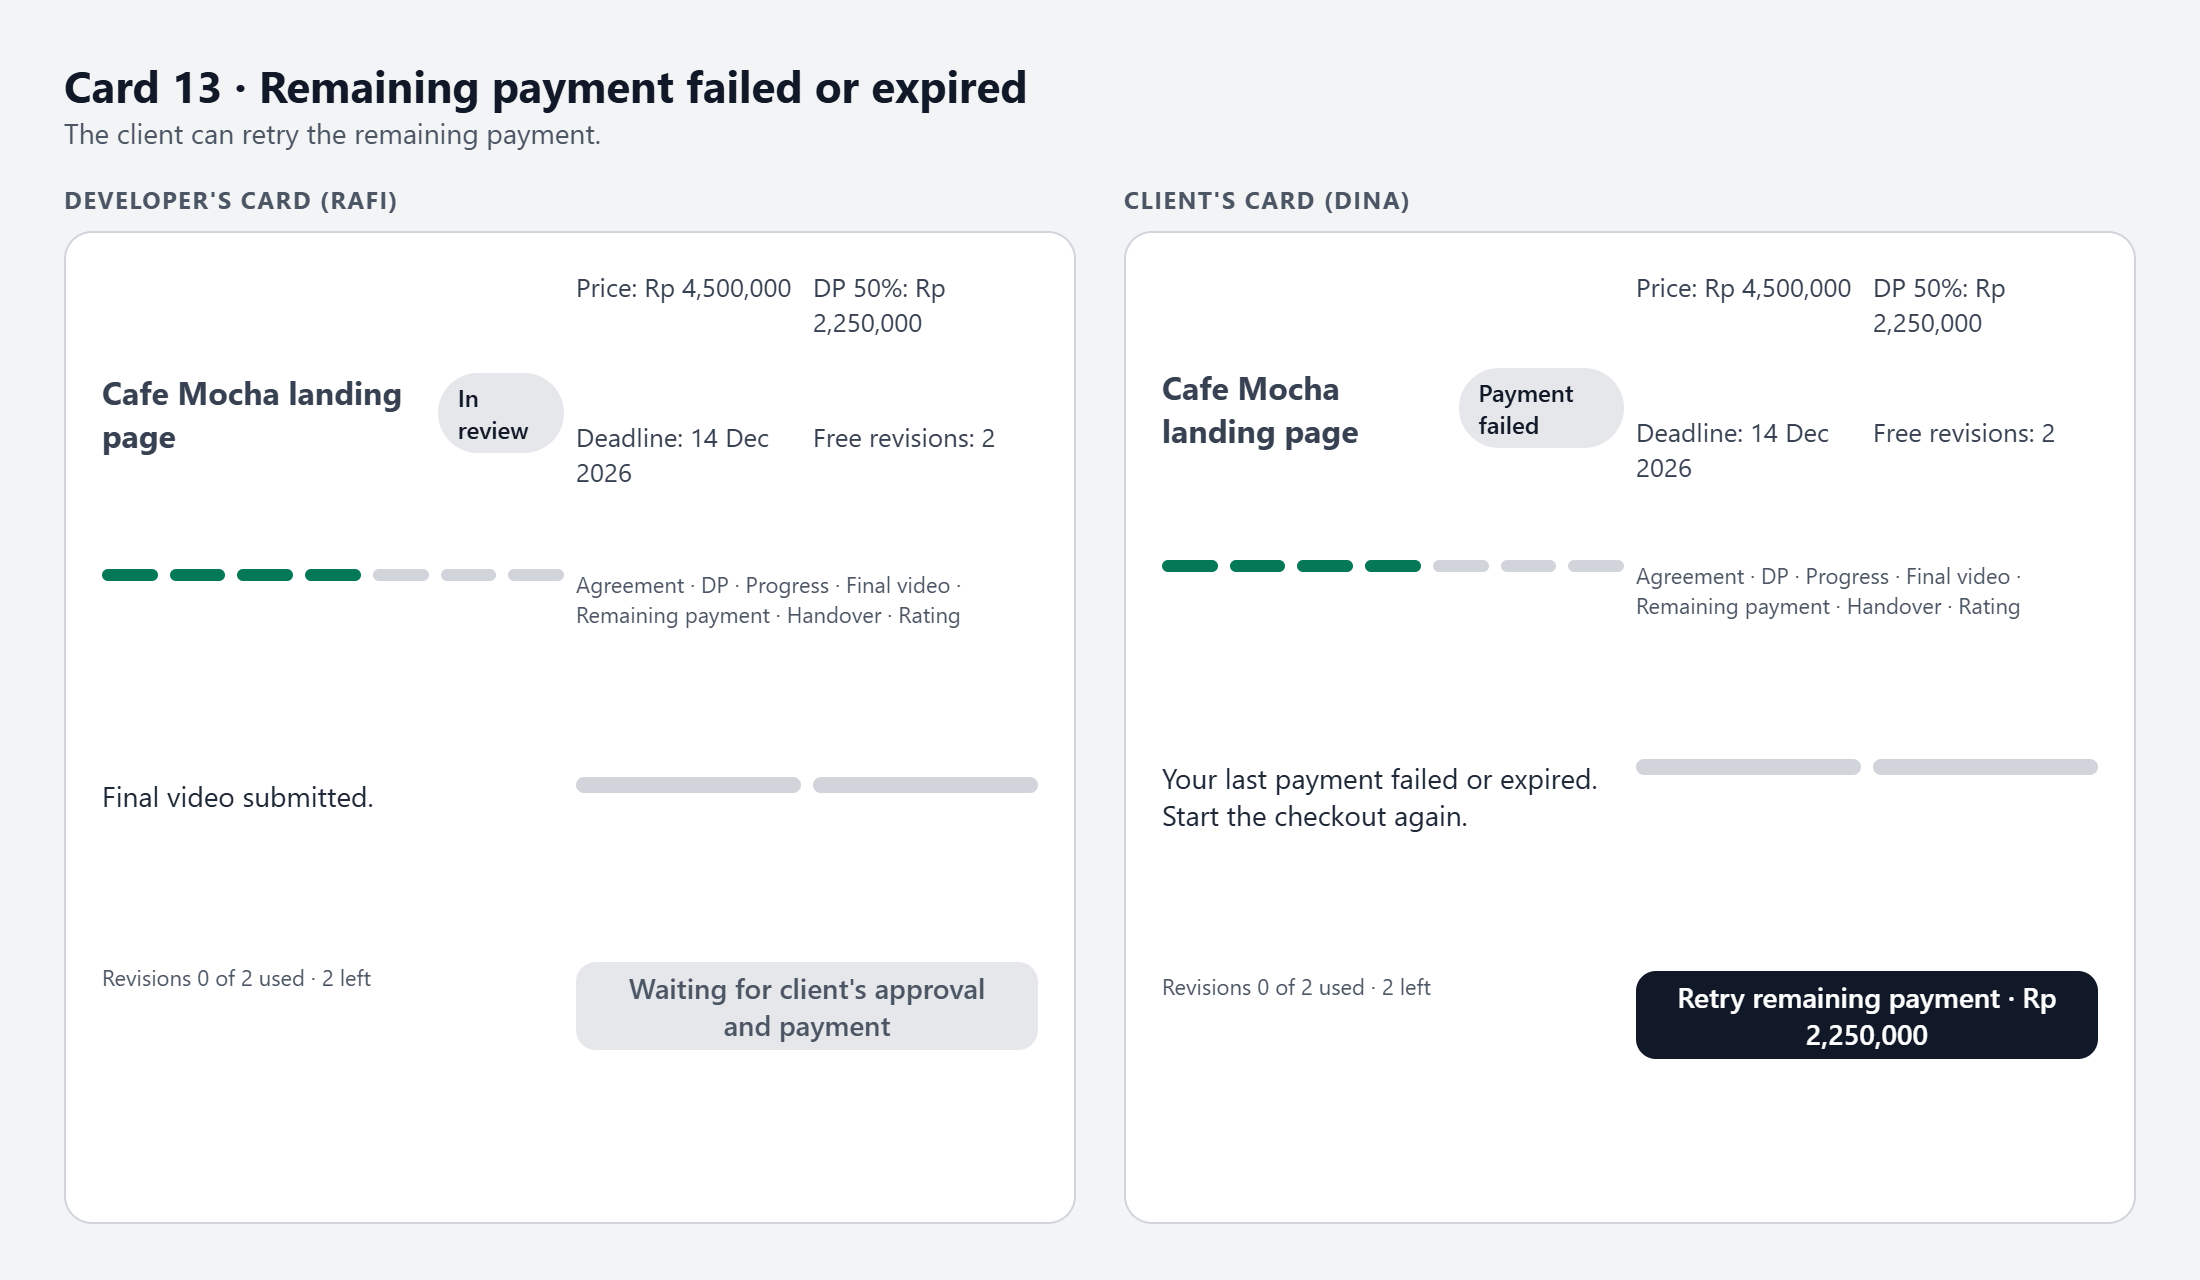 Card 13 · Remaining payment failed or expired
The client can retry the remaining payment.
DEVELOPER'S CARD (RAFI)
Cafe Mocha landing
page
In
review
Price: Rp 4,500,000
DP 50%: Rp
2,250,000
Deadline: 14 Dec
2026
Free revisions: 2
Agreement · DP · Progress · Final video ·
Remaining payment · Handover · Rating
Final video submitted.
Revisions 0 of 2 used · 2 left
Waiting for client's approval
and payment
CLIENT'S CARD (DINA)
Cafe Mocha
landing page
Payment
failed
Price: Rp 4,500,000
DP 50%: Rp
2,250,000
Deadline: 14 Dec
2026
Free revisions: 2
Agreement · DP · Progress · Final video ·
Remaining payment · Handover · Rating
Your last payment failed or expired.
Start the checkout again.
Revisions 0 of 2 used · 2 left
Retry remaining payment · Rp
2,250,000